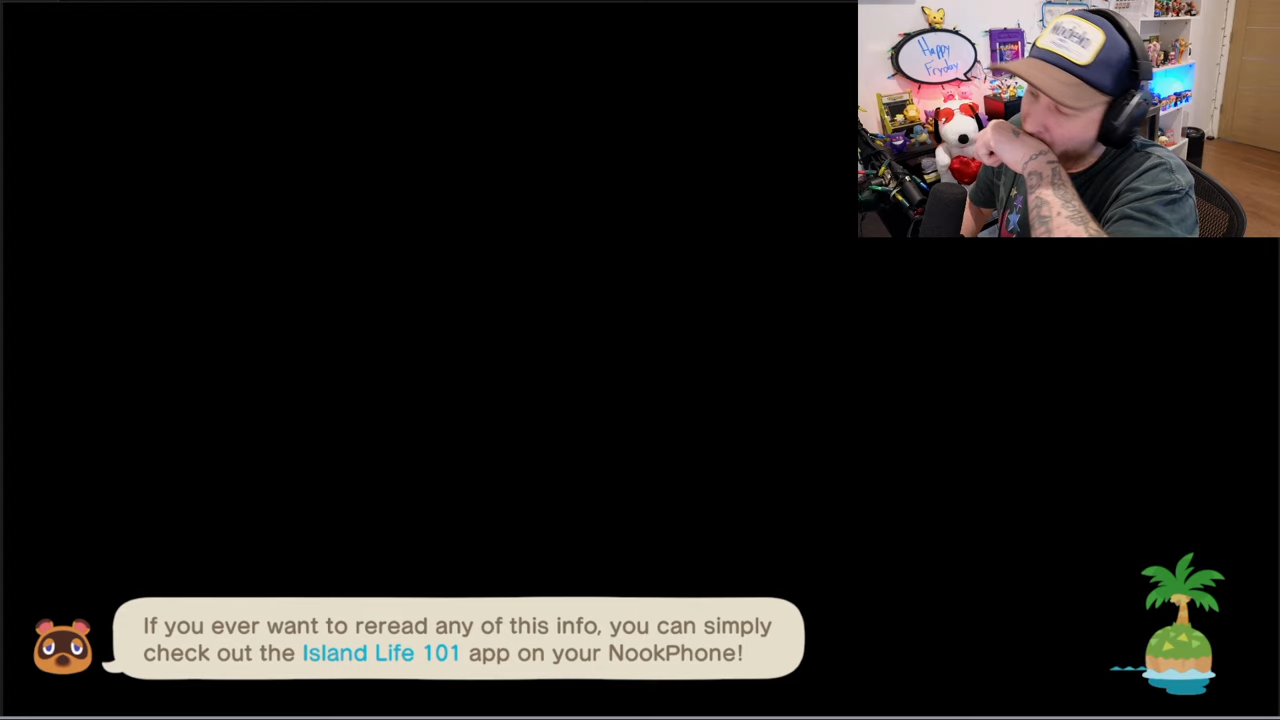 Happy
Fryday
If you ever want to reread any of this info, you can simply
check out the Island Life 101 app on your NookPhone!